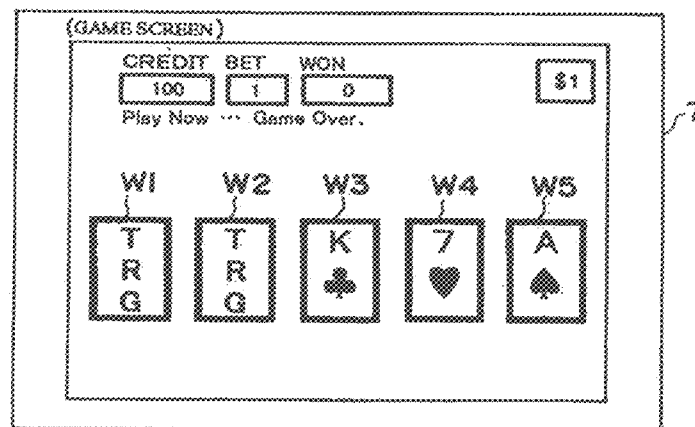 (GAME SCREEN)
CREDIT BET WON
100 1 0 $1
Play Now ··· Game Over.
W1 W2 W3 W4 W5
T T K 7 A
R R
G G